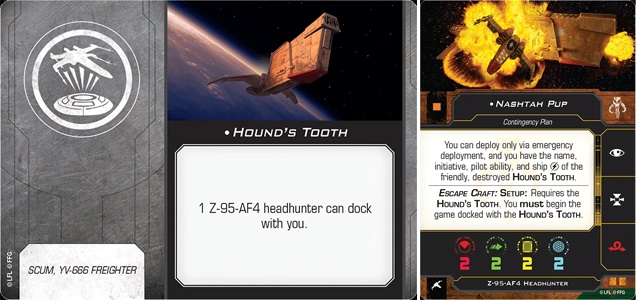 • HOUND'S TOOTH
1 Z-95-AF4 headhunter can dock
with you.
SCUM, YV-666 FREIGHTER
© LFL © FFG
• NASHTAH PUP
Contingency Plan
You can deploy only via emergency
deployment, and you have the name,
initiative, pilot ability, and ship of the
friendly, destroyed HOUND'S TOOTH.
ESCAPE CRAFT: SETUP: Requires the
HOUND'S TOOTH. You must begin the
game docked with the HOUND'S TOOTH.
2 2 2 2
Z-95-AF4 HEADHUNTER
© LFL © FFG